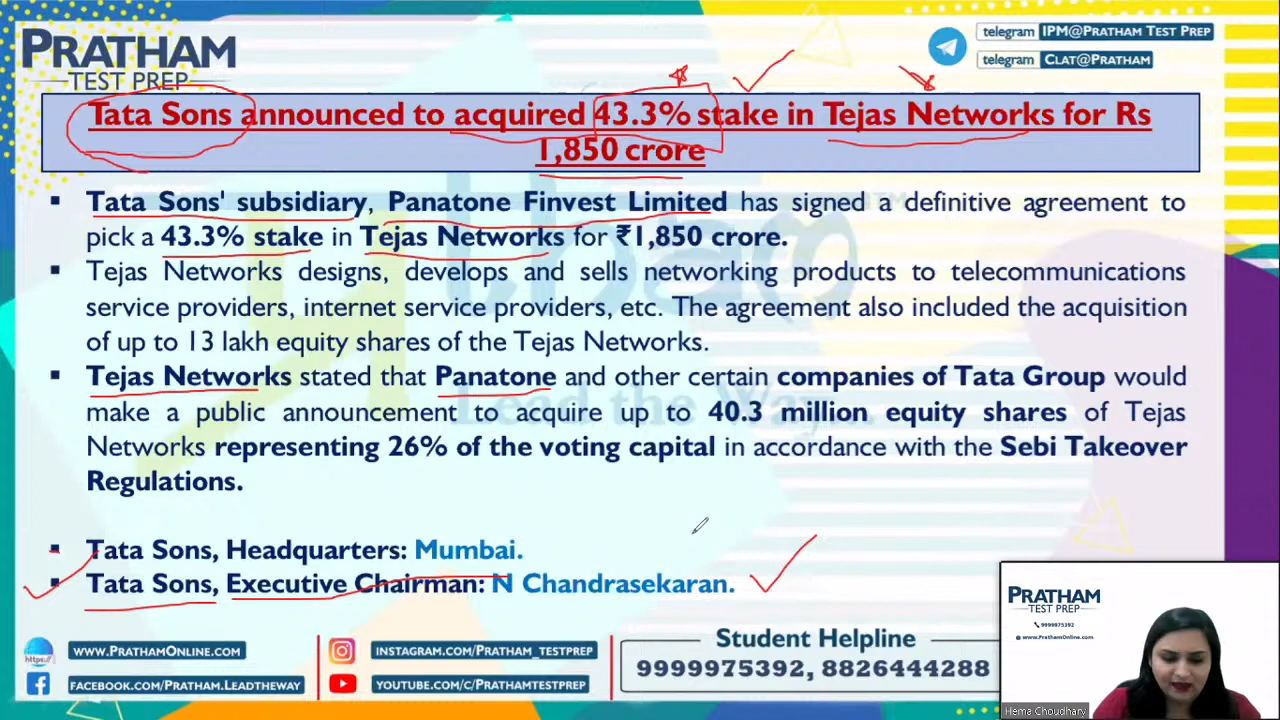 PRATHAM
TEST PREP
telegram IPM@PRATHAM TEST PREP
telegram CLAT@PRATHAM
Tata Sons announced to acquired 43.3% stake in Tejas Networks for Rs
1,850 crore
▪ Tata Sons' subsidiary, Panatone Finvest Limited has signed a definitive agreement to
pick a 43.3% stake in Tejas Networks for ₹1,850 crore.
▪ Tejas Networks designs, develops and sells networking products to telecommunications
service providers, internet service providers, etc. The agreement also included the acquisition
of up to 13 lakh equity shares of the Tejas Networks.
▪ Tejas Networks stated that Panatone and other certain companies of Tata Group would
make a public announcement to acquire up to 40.3 million equity shares of Tejas
Networks representing 26% of the voting capital in accordance with the Sebi Takeover
Regulations.
Lead the Way...
▪ Tata Sons, Headquarters: Mumbai.
▪ Tata Sons, Executive Chairman: N Chandrasekaran.
https://
WWW.PRATHAMONLINE.COM
FACEBOOK.COM/PRATHAM.LEADTHEWAY
INSTAGRAM.COM/PRATHAM_TESTPREP
YOUTUBE.COM/C/PRATHAMTESTPREP
Student Helpline
9999975392, 8826444288
PRATHAM
TEST PREP
9999975392
www.PrathamOnline.com
Hema Choudhary